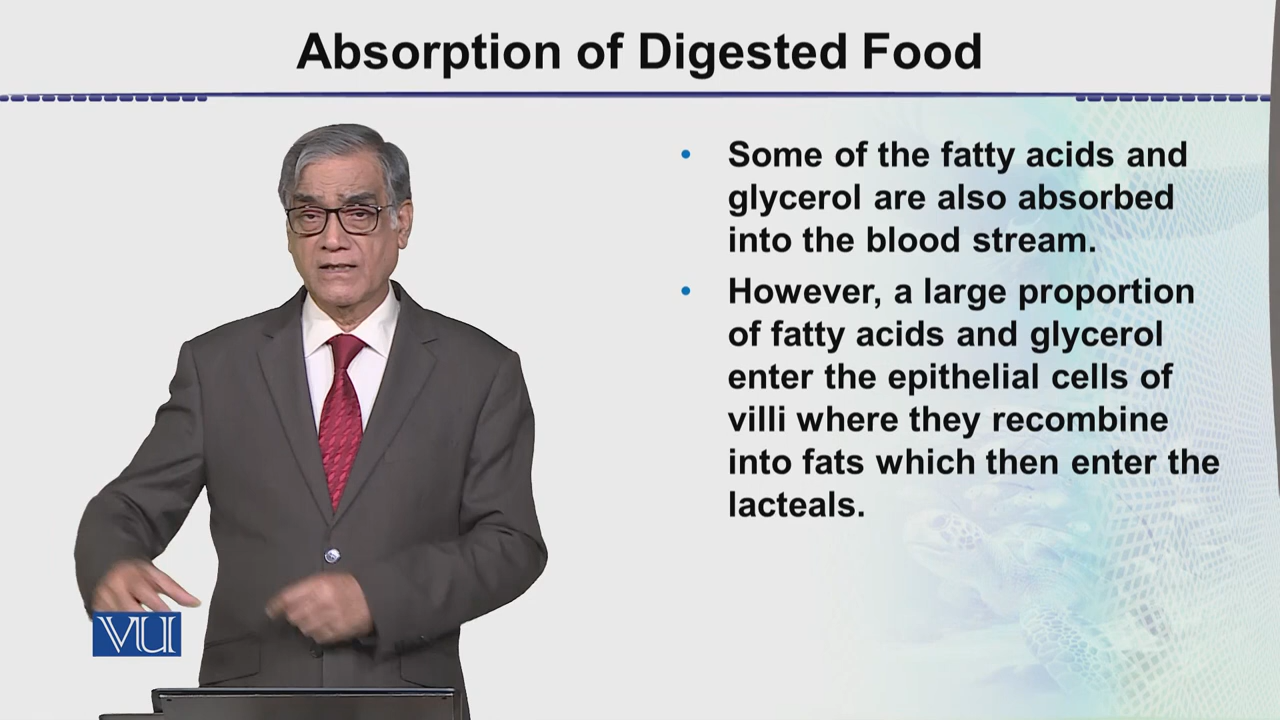 Absorption of Digested Food
• Some of the fatty acids and
glycerol are also absorbed
into the blood stream.
• However, a large proportion
of fatty acids and glycerol
enter the epithelial cells of
villi where they recombine
into fats which then enter the
lacteals.
VU